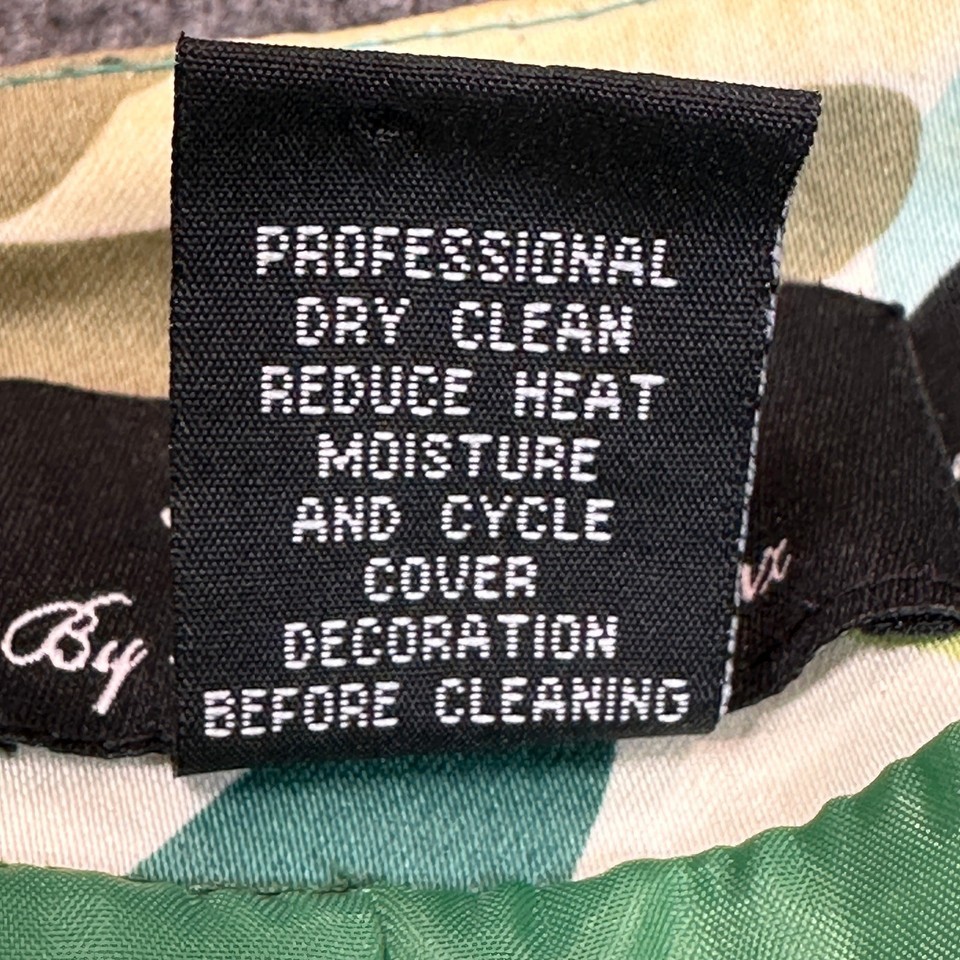 PROFESSIONAL
DRY CLEAN
REDUCE HEAT
MOISTURE
AND CYCLE
COVER
DECORATION
BEFORE CLEANING
By